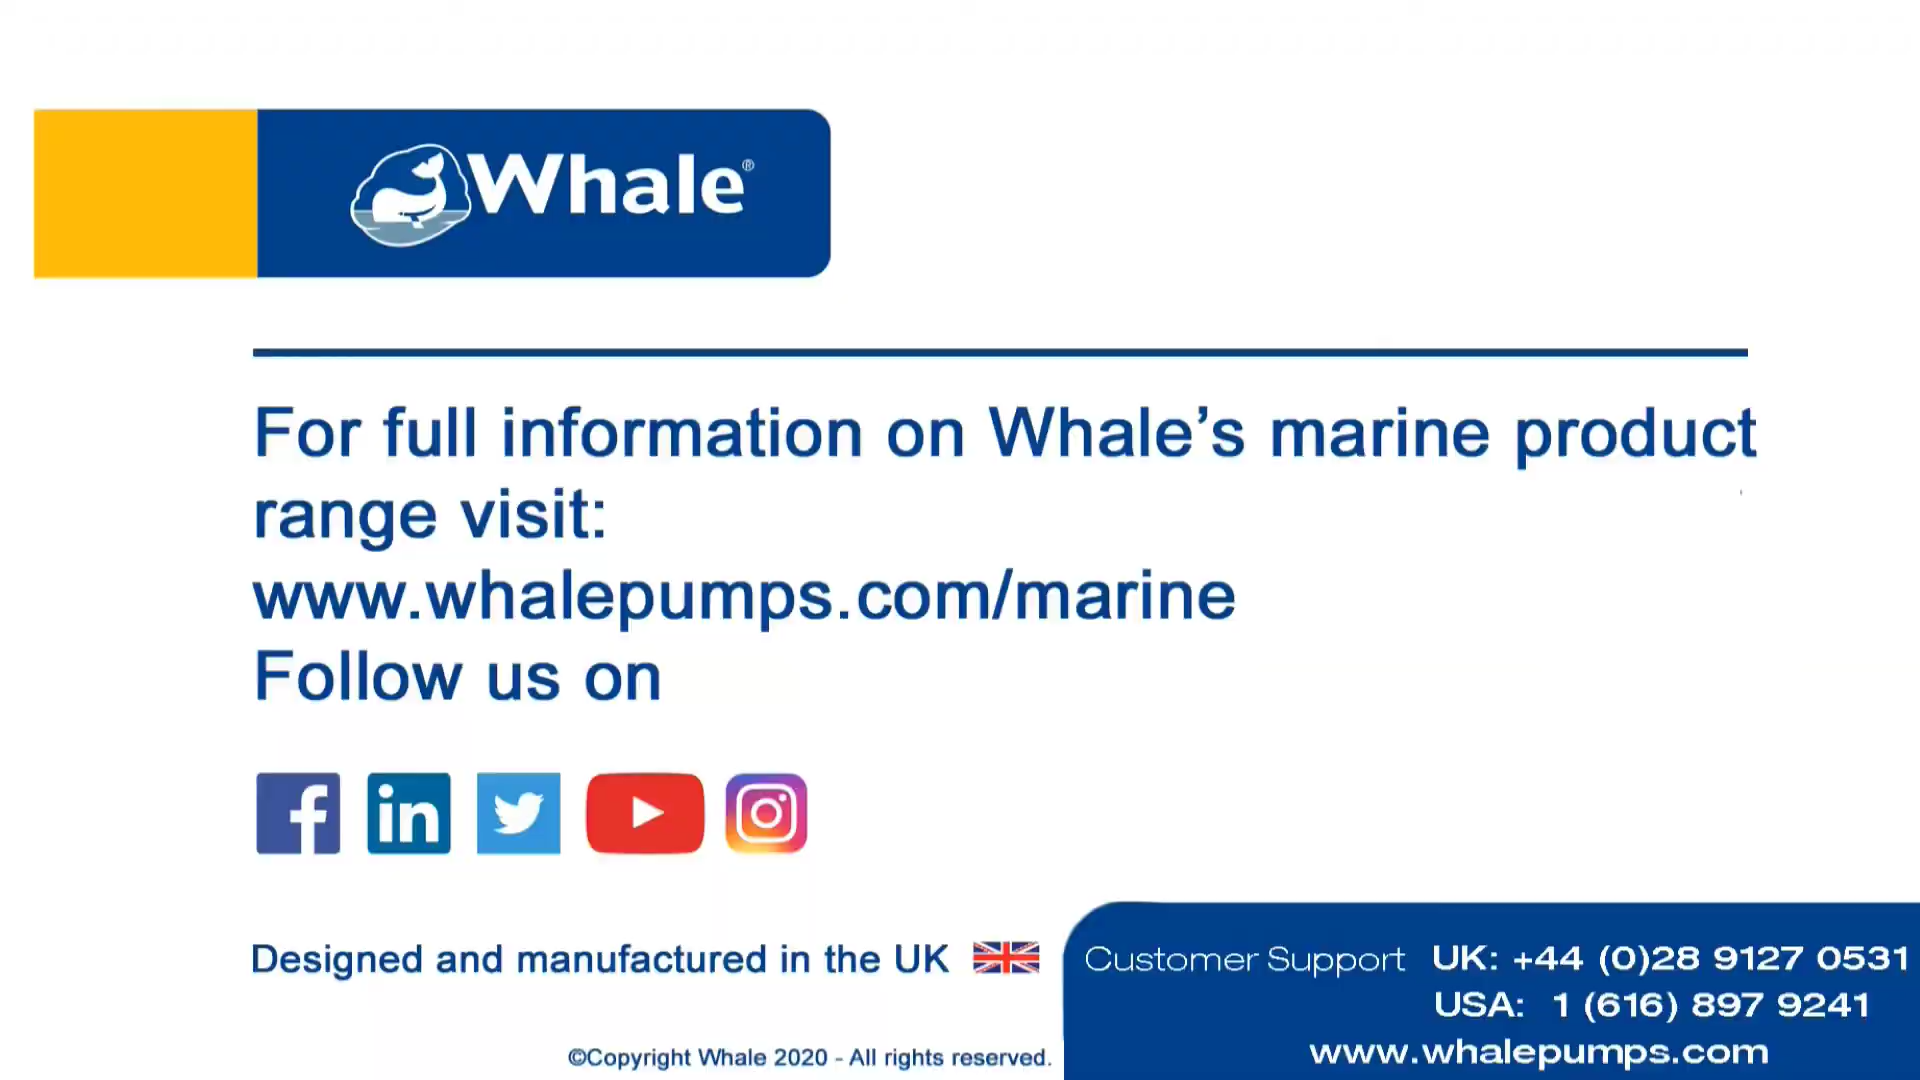 Whale®
For full information on Whale’s marine product
range visit:
www.whalepumps.com/marine
Follow us on
f in
Designed and manufactured in the UK
Customer Support UK: +44 (0)28 9127 0531
USA: 1 (616) 897 9241
www.whalepumps.com
©Copyright Whale 2020 - All rights reserved.